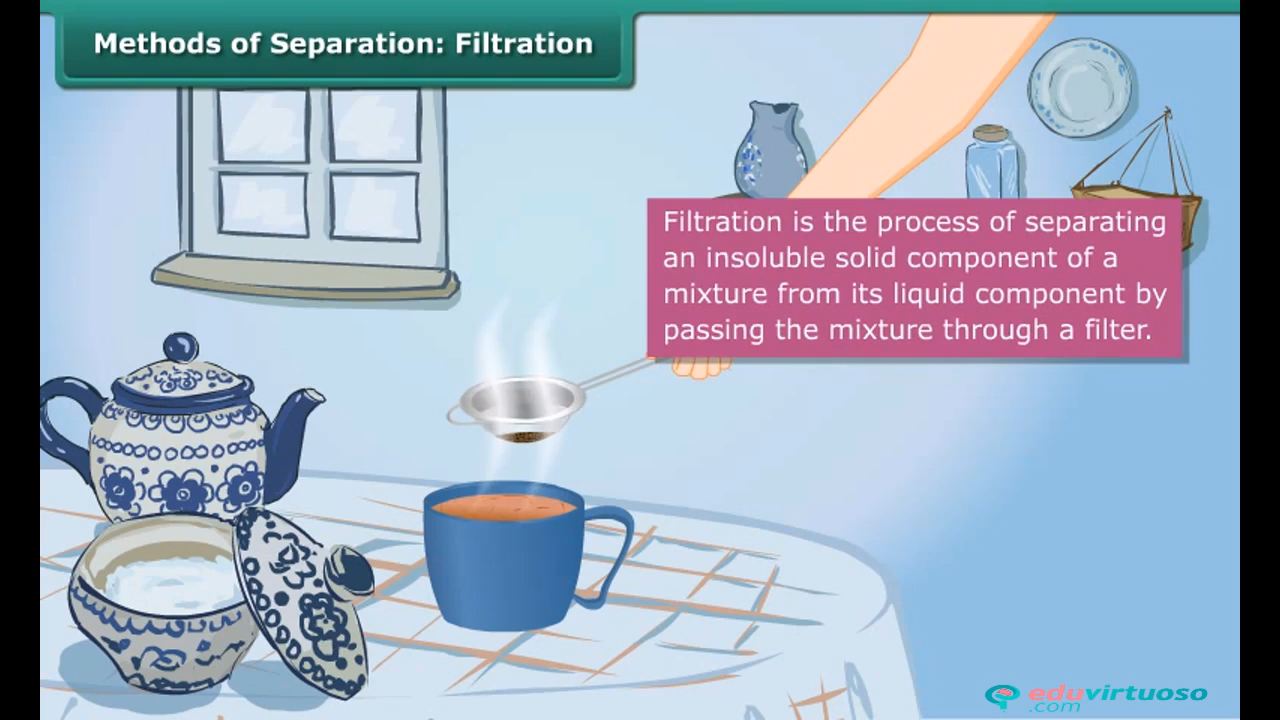 Methods of Separation: Filtration
Filtration is the process of separating
an insoluble solid component of a
mixture from its liquid component by
passing the mixture through a filter.
eduvirtuoso
.com